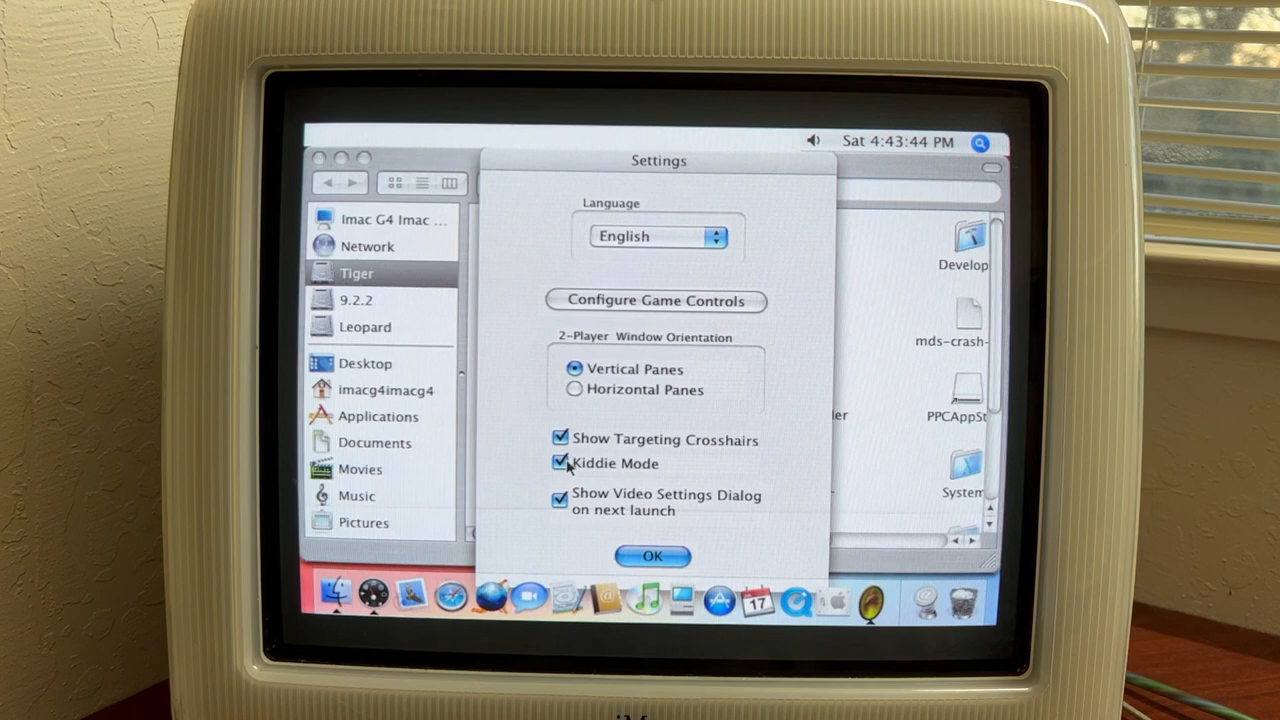 Sat 4:43:44 PM
Settings
Imac G4 Imac ...
Network
Tiger
9.2.2
Leopard
Desktop
imacg4imacg4
Applications
Documents
Movies
Music
Pictures
Language
English
Configure Game Controls
2-Player Window Orientation
Vertical Panes
Horizontal Panes
Show Targeting Crosshairs
Kiddie Mode
Show Video Settings Dialog
on next launch
OK
Develop
mds-crash-
PPCAppSt
System
17